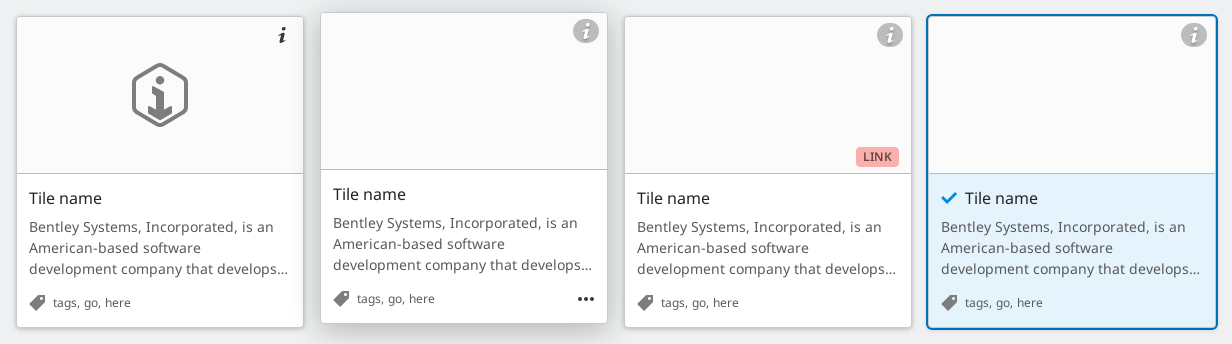 Tile name
Bentley Systems, Incorporated, is an
American-based software
development company that develops...
tags, go, here
Tile name
Bentley Systems, Incorporated, is an
American-based software
development company that develops...
tags, go, here
LINK
Tile name
Bentley Systems, Incorporated, is an
American-based software
development company that develops...
tags, go, here
Tile name
Bentley Systems, Incorporated, is an
American-based software
development company that develops...
tags, go, here